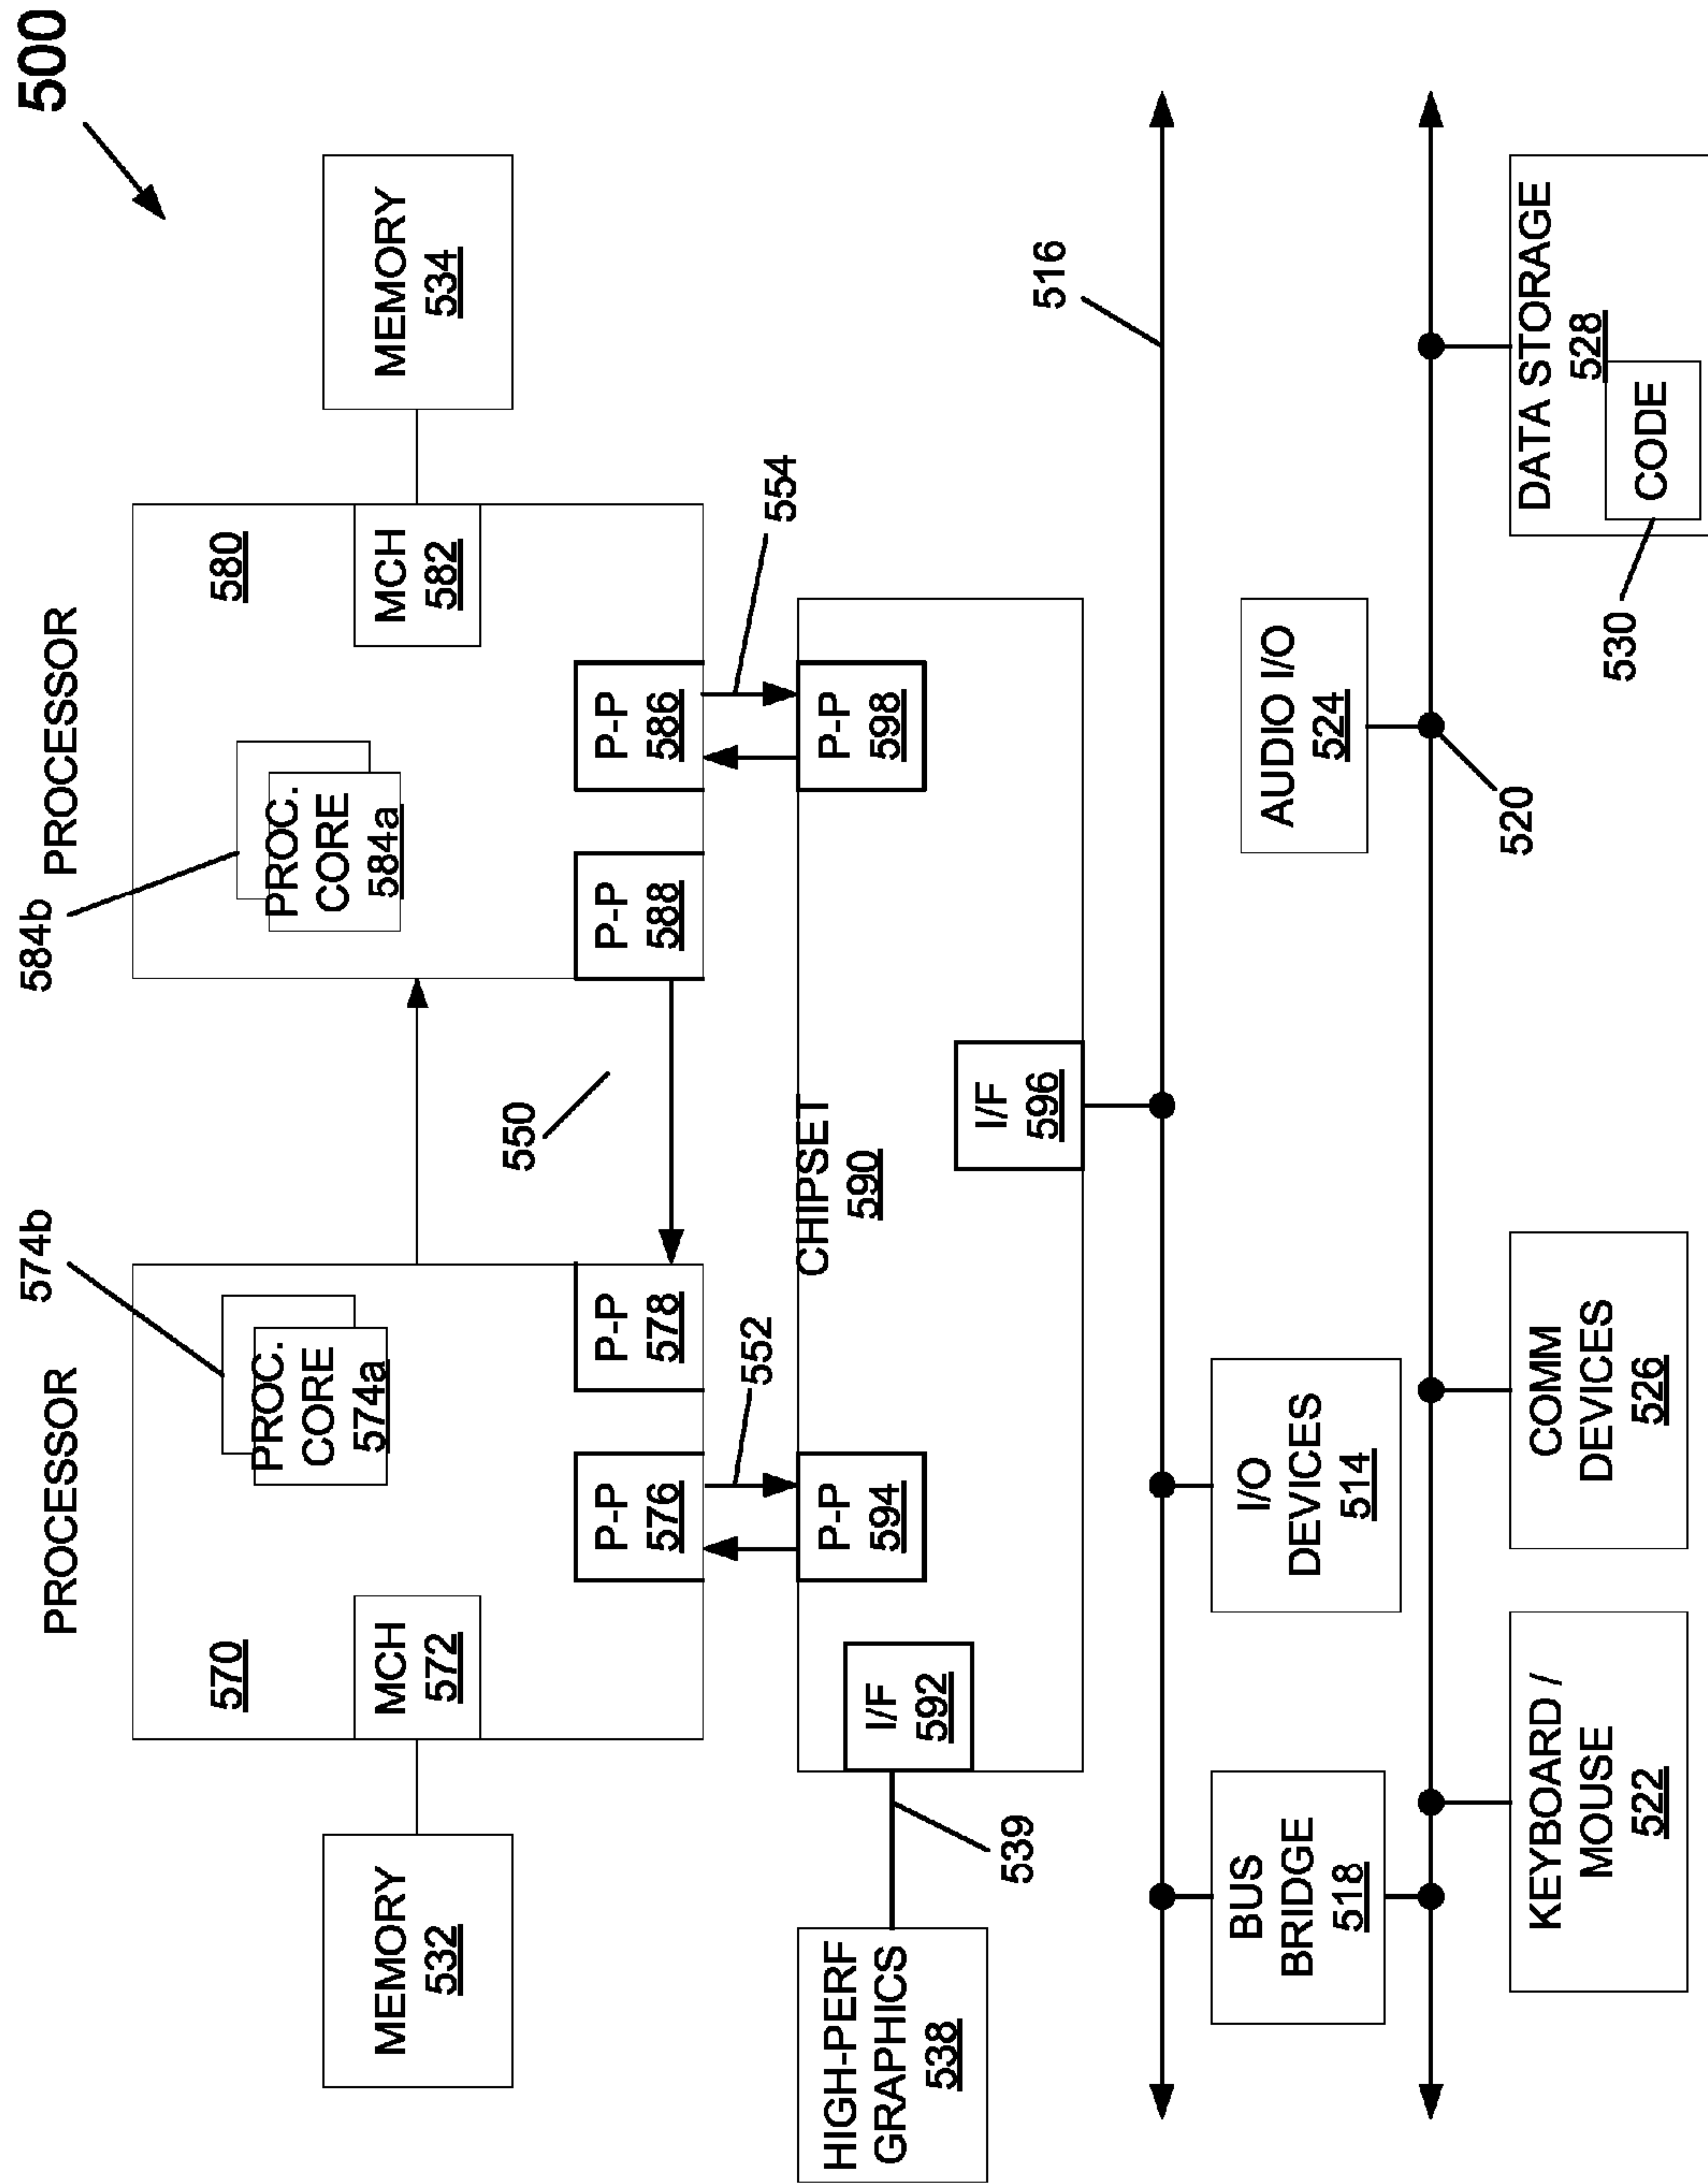 500
PROCESSOR
574b
PROCESSOR
584b
570
PROC.
CORE
574a
PROC.
CORE
584a
580
MEMORY
532
MCH
572
MCH
582
MEMORY
534
550
P-P
576
P-P
578
P-P
588
P-P
586
552
554
HIGH-PERF
GRAPHICS
538
539
I/F
592
P-P
594
CHIPSET
590
P-P
598
I/F
596
516
BUS
BRIDGE
518
I/O
DEVICES
514
AUDIO I/O
524
520
KEYBOARD /
MOUSE
522
COMM
DEVICES
526
DATA STORAGE
528
CODE
530